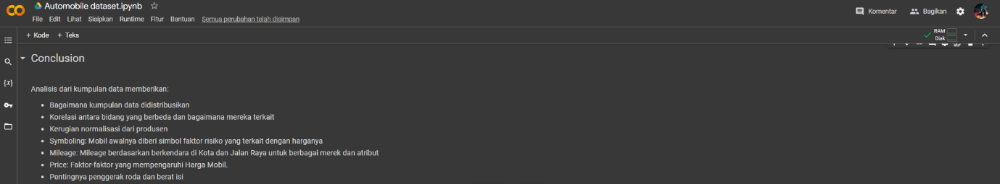 CO Automobile dataset.ipynb
File Edit Lihat Sisipkan Runtime Fitur Bantuan Semua perubahan telah disimpan
Komentar Bagikan
+ Kode + Teks
RAM
Disk
Conclusion
{x}
Analisis dari kumpulan data memberikan:
• Bagaimana kumpulan data didistribusikan
• Korelasi antara bidang yang berbeda dan bagaimana mereka terkait
• Kerugian normalisasi dari produsen
• Symboling: Mobil awalnya diberi simbol faktor risiko yang terkait dengan harganya
• Mileage: Mileage berdasarkan berkendara di Kota dan Jalan Raya untuk berbagai merek dan atribut
• Price: Faktor-faktor yang mempengaruhi Harga Mobil.
• Pentingnya penggerak roda dan berat isi